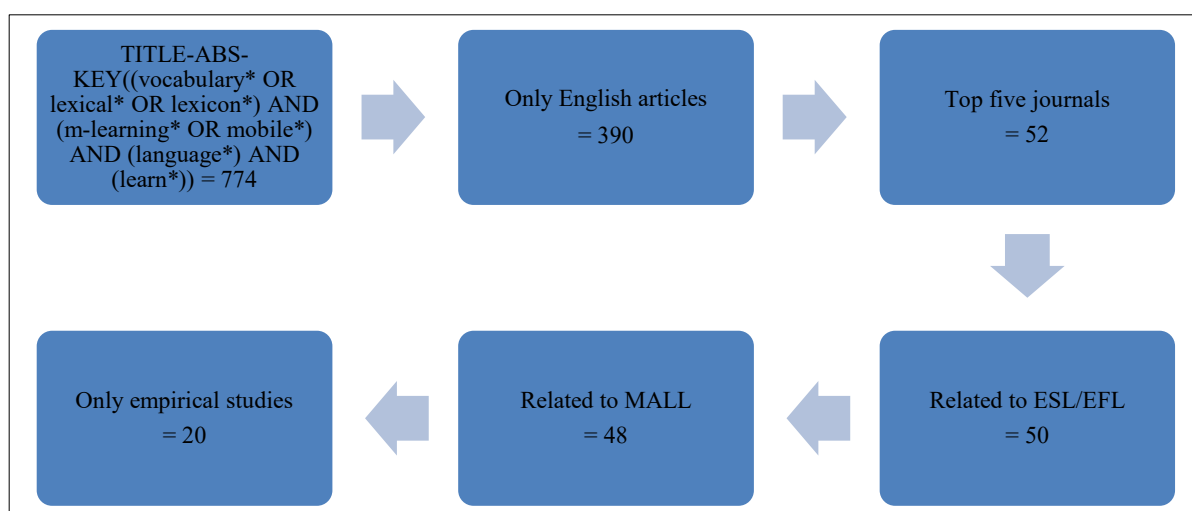 TITLE-ABS-
KEY((vocabulary* OR
lexical* OR lexicon*) AND
(m-learning* OR mobile*)
AND (language*) AND
(learn*)) = 774
Only English articles
= 390
Top five journals
= 52
Related to ESL/EFL
= 50
Related to MALL
= 48
Only empirical studies
= 20